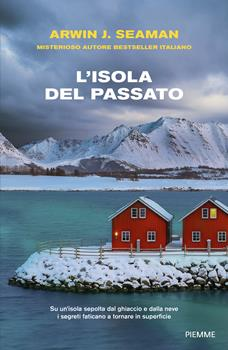 ARWIN J. SEAMAN
MISTERIOSO AUTORE BESTSELLER ITALIANO
L'ISOLA
DEL PASSATO
Su un'isola sepolta dal ghiaccio e dalla neve
i segreti faticano a tornare in superficie
PIEMME